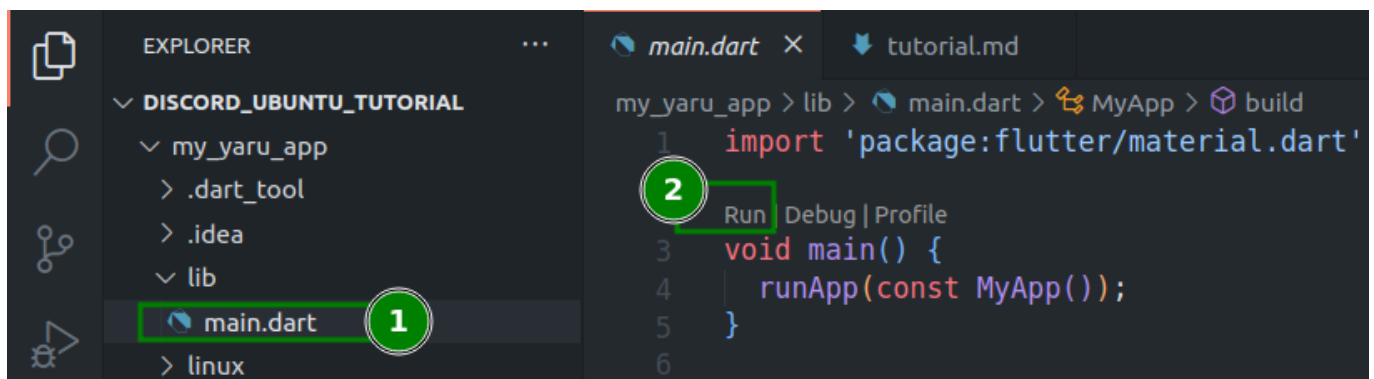 EXPLORER ...
DISCORD_UBUNTU_TUTORIAL
my_yaru_app
.dart_tool
.idea
lib
main.dart 1
linux
main.dart × tutorial.md
my_yaru_app > lib > main.dart > MyApp > build
1 import 'package:flutter/material.dart'
2
Run | Debug | Profile
3 void main() {
4 runApp(const MyApp());
5 }
6